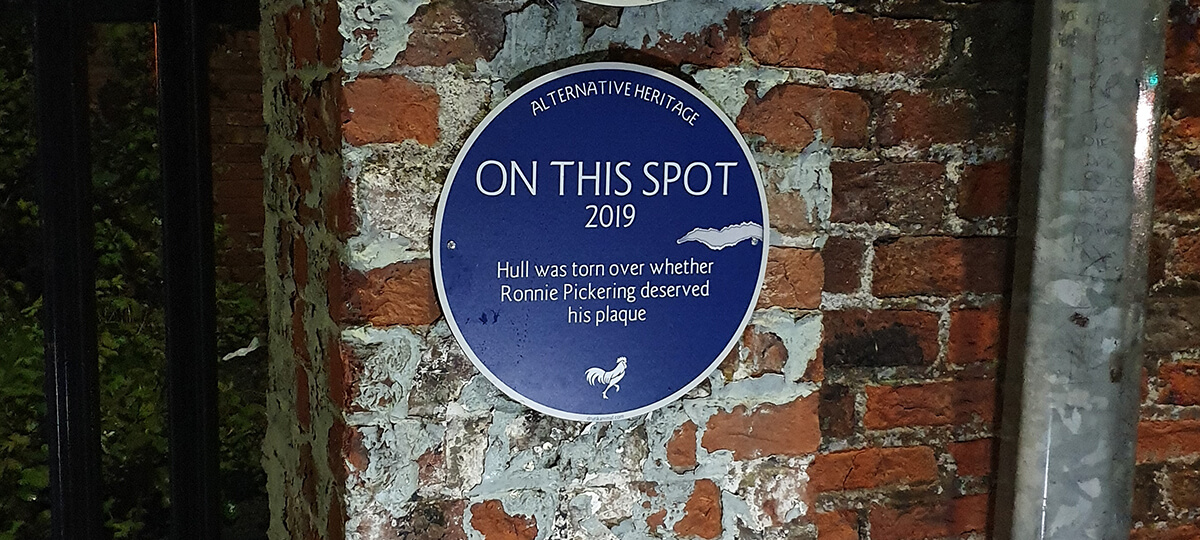 ALTERNATIVE HERITAGE
ON THIS SPOT
2019
Hull was torn over whether
Ronnie Pickering deserved
his plaque